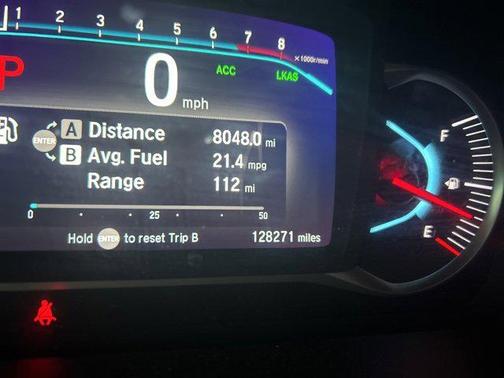 1 2 3 4 5 6 7 8
×1000r/min
P
ACC
LKAS
0
mph
ENTER
A Distance 8048.0 mi
B Avg. Fuel 21.4 mpg
Range 112 mi
0 25 50
Hold ENTER to reset Trip B
128271 miles
F
E